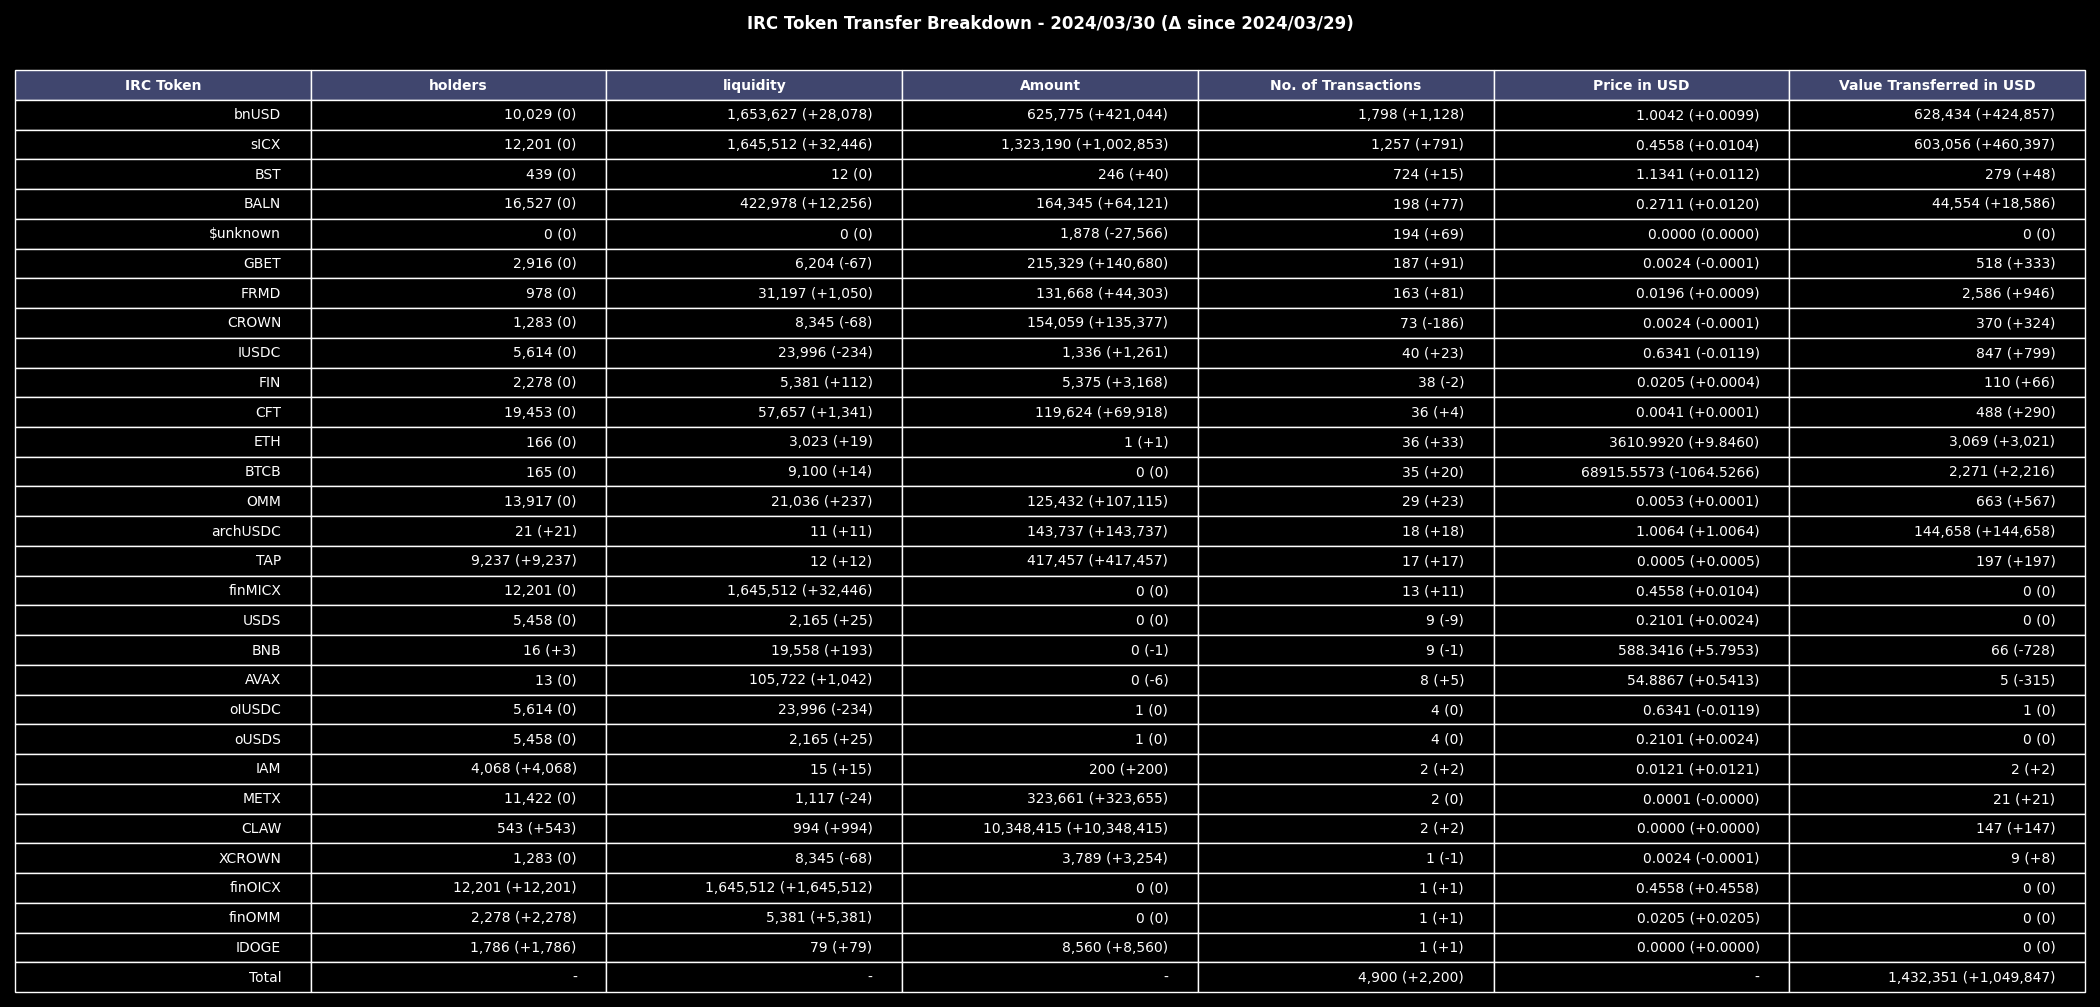 IRC Token Transfer Breakdown - 2024/03/30 (Δ since 2024/03/29)
IRC Token holders liquidity Amount No. of Transactions Price in USD Value Transferred in USD
bnUSD 10,029 (0) 1,653,627 (+28,078) 625,775 (+421,044) 1,798 (+1,128) 1.0042 (+0.0099) 628,434 (+424,857)
sICX 12,201 (0) 1,645,512 (+32,446) 1,323,190 (+1,002,853) 1,257 (+791) 0.4558 (+0.0104) 603,056 (+460,397)
BST 439 (0) 12 (0) 246 (+40) 724 (+15) 1.1341 (+0.0112) 279 (+48)
BALN 16,527 (0) 422,978 (+12,256) 164,345 (+64,121) 198 (+77) 0.2711 (+0.0120) 44,554 (+18,586)
$unknown 0 (0) 0 (0) 1,878 (-27,566) 194 (+69) 0.0000 (0.0000) 0 (0)
GBET 2,916 (0) 6,204 (-67) 215,329 (+140,680) 187 (+91) 0.0024 (-0.0001) 518 (+333)
FRMD 978 (0) 31,197 (+1,050) 131,668 (+44,303) 163 (+81) 0.0196 (+0.0009) 2,586 (+946)
CROWN 1,283 (0) 8,345 (-68) 154,059 (+135,377) 73 (-186) 0.0024 (-0.0001) 370 (+324)
IUSDC 5,614 (0) 23,996 (-234) 1,336 (+1,261) 40 (+23) 0.6341 (-0.0119) 847 (+799)
FIN 2,278 (0) 5,381 (+112) 5,375 (+3,168) 38 (-2) 0.0205 (+0.0004) 110 (+66)
CFT 19,453 (0) 57,657 (+1,341) 119,624 (+69,918) 36 (+4) 0.0041 (+0.0001) 488 (+290)
ETH 166 (0) 3,023 (+19) 1 (+1) 36 (+33) 3610.9920 (+9.8460) 3,069 (+3,021)
BTCB 165 (0) 9,100 (+14) 0 (0) 35 (+20) 68915.5573 (-1064.5266) 2,271 (+2,216)
OMM 13,917 (0) 21,036 (+237) 125,432 (+107,115) 29 (+23) 0.0053 (+0.0001) 663 (+567)
archUSDC 21 (+21) 11 (+11) 143,737 (+143,737) 18 (+18) 1.0064 (+1.0064) 144,658 (+144,658)
TAP 9,237 (+9,237) 12 (+12) 417,457 (+417,457) 17 (+17) 0.0005 (+0.0005) 197 (+197)
finMICX 12,201 (0) 1,645,512 (+32,446) 0 (0) 13 (+11) 0.4558 (+0.0104) 0 (0)
USDS 5,458 (0) 2,165 (+25) 0 (0) 9 (-9) 0.2101 (+0.0024) 0 (0)
BNB 16 (+3) 19,558 (+193) 0 (-1) 9 (-1) 588.3416 (+5.7953) 66 (-728)
AVAX 13 (0) 105,722 (+1,042) 0 (-6) 8 (+5) 54.8867 (+0.5413) 5 (-315)
oIUSDC 5,614 (0) 23,996 (-234) 1 (0) 4 (0) 0.6341 (-0.0119) 1 (0)
oUSDS 5,458 (0) 2,165 (+25) 1 (0) 4 (0) 0.2101 (+0.0024) 0 (0)
IAM 4,068 (+4,068) 15 (+15) 200 (+200) 2 (+2) 0.0121 (+0.0121) 2 (+2)
METX 11,422 (0) 1,117 (-24) 323,661 (+323,655) 2 (0) 0.0001 (-0.0000) 21 (+21)
CLAW 543 (+543) 994 (+994) 10,348,415 (+10,348,415) 2 (+2) 0.0000 (+0.0000) 147 (+147)
XCROWN 1,283 (0) 8,345 (-68) 3,789 (+3,254) 1 (-1) 0.0024 (-0.0001) 9 (+8)
finOICX 12,201 (+12,201) 1,645,512 (+1,645,512) 0 (0) 1 (+1) 0.4558 (+0.4558) 0 (0)
finOMM 2,278 (+2,278) 5,381 (+5,381) 0 (0) 1 (+1) 0.0205 (+0.0205) 0 (0)
IDOGE 1,786 (+1,786) 79 (+79) 8,560 (+8,560) 1 (+1) 0.0000 (+0.0000) 0 (0)
Total - - - 4,900 (+2,200) - 1,432,351 (+1,049,847)